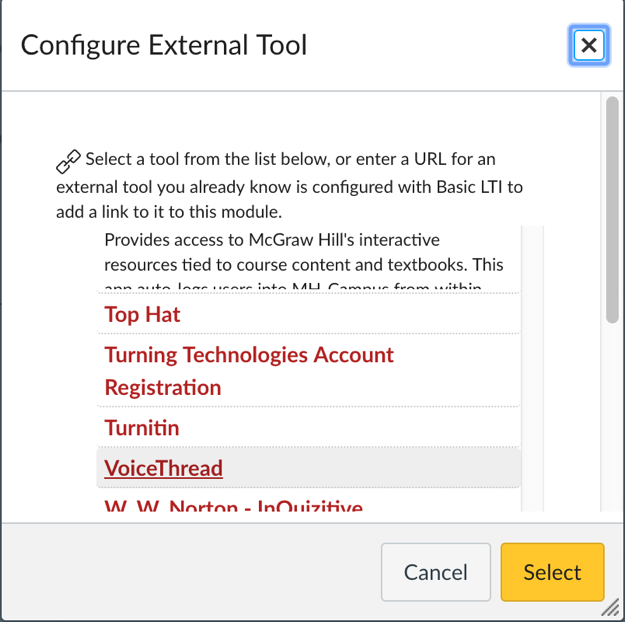 Configure External Tool
Select a tool from the list below, or enter a URL for an
external tool you already know is configured with Basic LTI to
add a link to it to this module.
Provides access to McGraw Hill's interactive
resources tied to course content and textbooks. This
app auto-logs users into MH-Campus from within
Top Hat
Turning Technologies Account
Registration
Turnitin
VoiceThread
W. W. Norton - InQuizitive
Cancel
Select